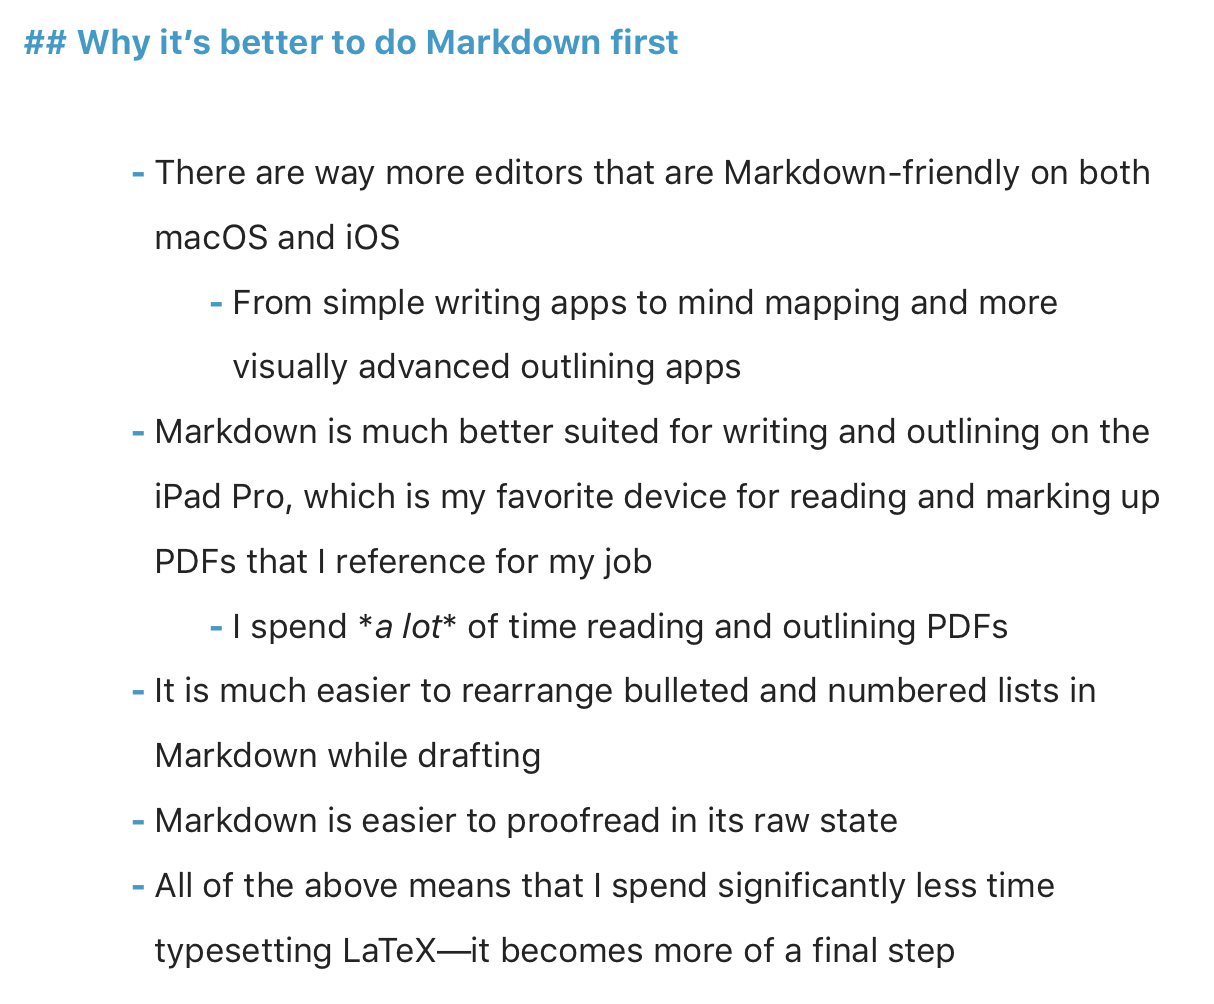 ## Why it’s better to do Markdown first
- There are way more editors that are Markdown-friendly on both
macOS and iOS
- From simple writing apps to mind mapping and more
visually advanced outlining apps
- Markdown is much better suited for writing and outlining on the
iPad Pro, which is my favorite device for reading and marking up
PDFs that I reference for my job
- I spend *a lot* of time reading and outlining PDFs
- It is much easier to rearrange bulleted and numbered lists in
Markdown while drafting
- Markdown is easier to proofread in its raw state
- All of the above means that I spend significantly less time
typesetting LaTeX—it becomes more of a final step